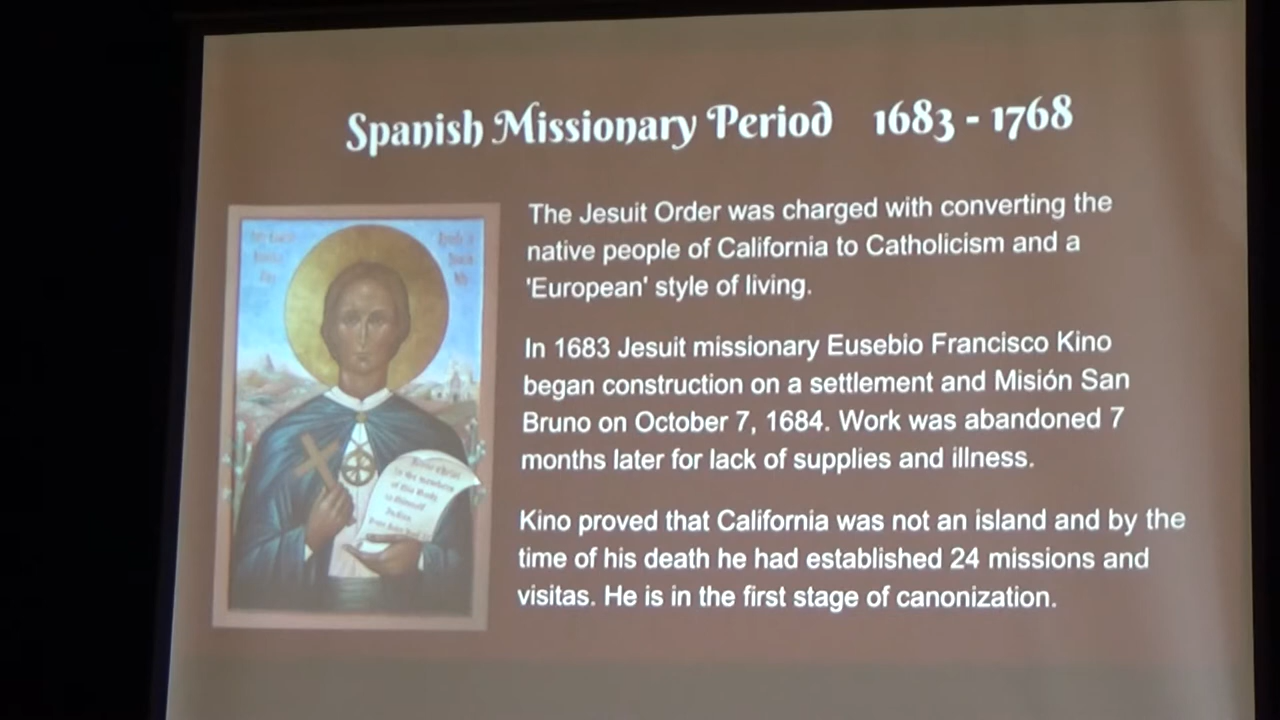 Spanish Missionary Period 1683 - 1768
The Jesuit Order was charged with converting the
native people of California to Catholicism and a
'European' style of living.
In 1683 Jesuit missionary Eusebio Francisco Kino
began construction on a settlement and Misión San
Bruno on October 7, 1684. Work was abandoned 7
months later for lack of supplies and illness.
Kino proved that California was not an island and by the
time of his death he had established 24 missions and
visitas. He is in the first stage of canonization.